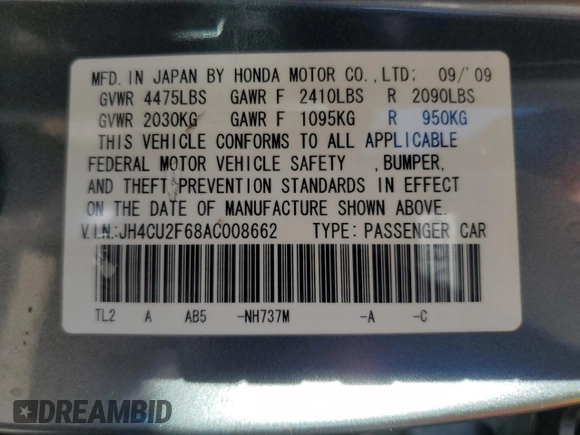 MFD. IN JAPAN BY HONDA MOTOR CO.,LTD: 09/'09
GVWR 4475LBS GAWR F 2410LBS R 2090LBS
GVWR 2030KG GAWR F 1095KG R 950KG
THIS VEHICLE CONFORMS TO ALL APPLICABLE
FEDERAL MOTOR VEHICLE SAFETY ,BUMPER,
AND THEFT PREVENTION STANDARDS IN EFFECT
ON THE DATE OF MANUFACTURE SHOWN ABOVE.
V.I.N.:JH4CU2F68AC008662 TYPE: PASSENGER CAR
TL2 A AB5 -NH737M -A -C
DREAMBID